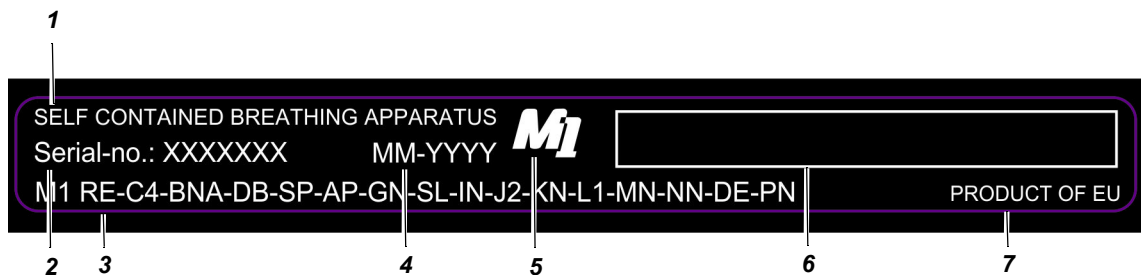 1
SELF CONTAINED BREATHING APPARATUS
Serial-no.: XXXXXXX MM-YYYY M1
M1 RE-C4-BNA-DB-SP-AP-GN-SL-IN-J2-KN-L1-MN-NN-DE-PN PRODUCT OF EU
2 3 4 5 6 7